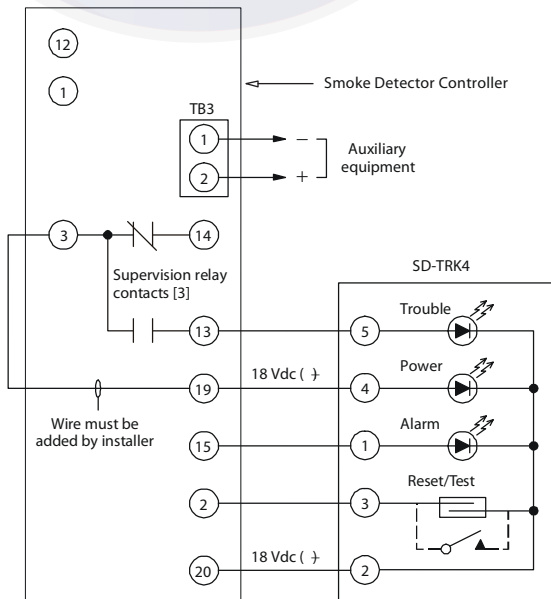 12
1
Smoke Detector Controller
TB3
1
−
Auxiliary
equipment
2
+
3
14
SD-TRK4
Supervision relay
contacts [3]
Trouble
13
5
Power
19
18 Vdc (
4
Wire must be
added by installer
Alarm
15
1
Reset/Test
2
3
20
18 Vdc (
2